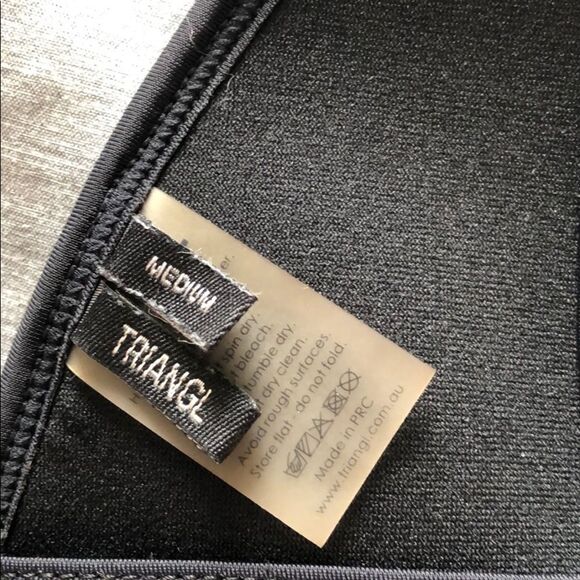 MEDIUM
TRIANGL
spin dry.
bleach.
tumble dry.
dry clean.
Avoid rough surfaces.
Store flat - do not fold.
Made in PRC
www.triangl.com.au